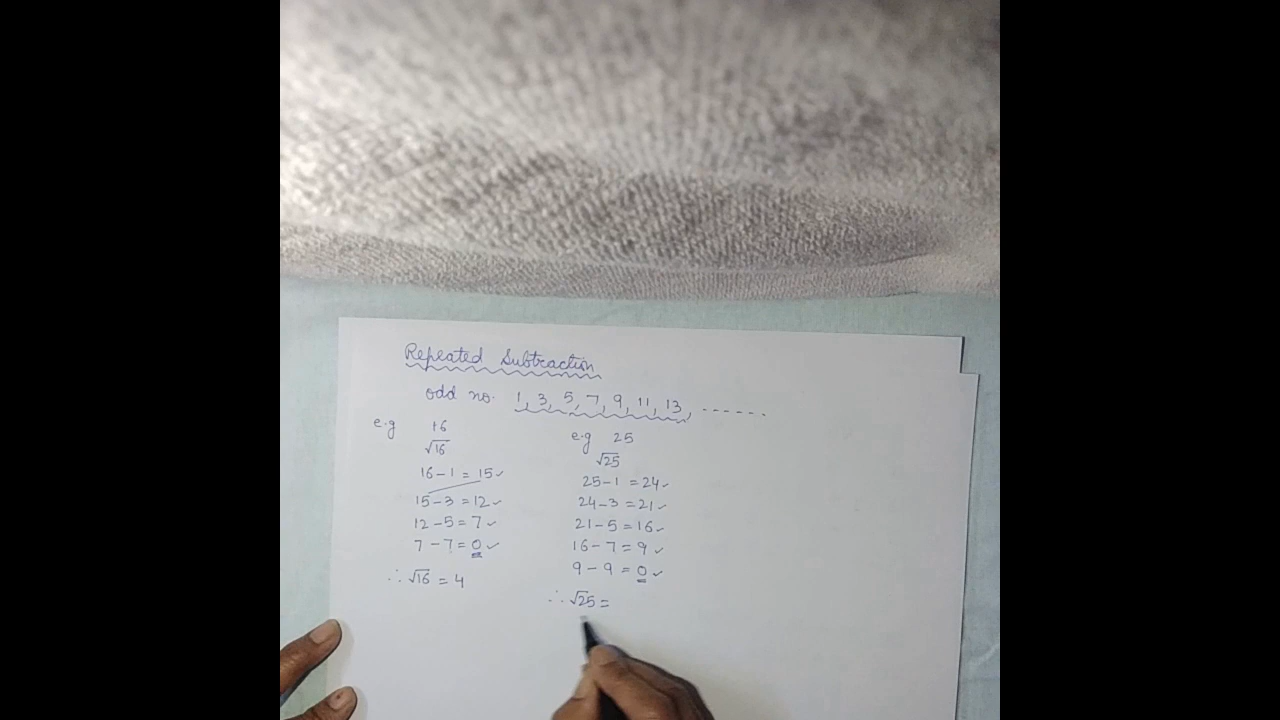 Repeated Subtraction
odd no. 1, 3, 5, 7, 9, 11, 13, ------
e.g 16
√16
16-1 = 15 ✓
15-3 = 12 ✓
12-5 = 7 ✓
7-7 = 0 ✓
∴ √16 = 4
e.g 25
√25
25-1 = 24 ✓
24-3 = 21 ✓
21-5 = 16 ✓
16-7 = 9 ✓
9-9 = 0 ✓
∴ √25 =